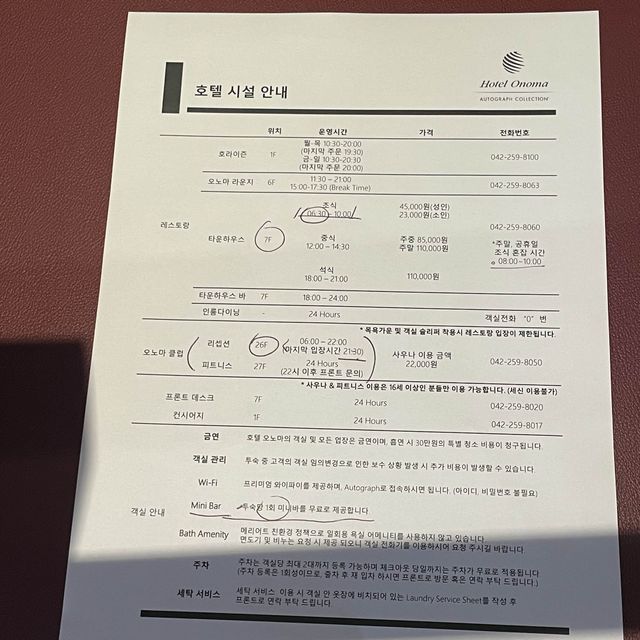 호텔 시설 안내
Hotel Onoma
AUTOGRAPH COLLECTION
위치 운영시간 가격 전화번호
호라이즌 1F 월-목 10:30-20:00
(마지막 주문 19:30)
금-일 10:30-20:30
(마지막 주문 20:00)
042-259-8100
오노마 라운지 6F 11:30 – 21:00
15:00-17:30 (Break Time)
042-259-8063
레스토랑
타운하우스 7F
조식
06:30 – 10:00
45,000원(성인)
23,000원(소인)
중식
12:00 – 14:30
주중 85,000원
주말 110,000원
석식
18:00 – 21:00
110,000원
042-259-8060
*주말, 공휴일
조식 혼잡 시간
08:00~10:00
타운하우스 바 7F 18:00 – 24:00
인룸다이닝 - 24 Hours 객실전화 "0" 번
* 목욕가운 및 객실 슬리퍼 착용시 레스토랑 입장이 제한됩니다.
오노마 클럽
리셉션 26F 06:00 – 22:00
(마지막 입장시간 21:30)
피트니스 27F 24 Hours
(22시 이후 프론트 문의)
사우나 이용 금액
22,000원
042-259-8050
* 사우나 & 피트니스 이용은 16세 이상인 분들만 이용 가능합니다. (세신 이용불가)
프론트 데스크 7F 24 Hours 042-259-8020
컨시어지 1F 24 Hours 042-259-8017
객실 안내
금연 호텔 오노마의 객실 및 모든 업장은 금연이며, 흡연 시 30만원의 특별 청소 비용이 청구됩니다.
객실 관리 투숙 중 고객의 객실 임의변경으로 인한 보수 상황 발생 시 추가 비용이 발생할 수 있습니다.
Wi-Fi 프리미엄 와이파이를 제공하며, Autograph로 접속하시면 됩니다. (아이디, 비밀번호 불필요)
Mini Bar 투숙 1회 미니바를 무료로 제공합니다.
Bath Amenity 메리어트 친환경 정책으로 일회용 욕실 어메니티를 사용하지 않고 있습니다.
면도기 및 비누는 요청 시 제공 되오니 객실 전화기를 이용하시어 요청 주시길 바랍니다
주차 주차는 객실당 최대 2대까지 등록 가능하며 체크아웃 당일까지는 주차가 무료로 적용됩니다
(주차 등록은 1회성이므로, 출차 후 재 입차 하시면 프론트로 방문 혹은 연락 부탁 드립니다.)
세탁 서비스 세탁 서비스 이용 시 객실 안 옷장에 비치되어 있는 Laundry Service Sheet를 작성 후
프론트로 연락 부탁 드립니다.